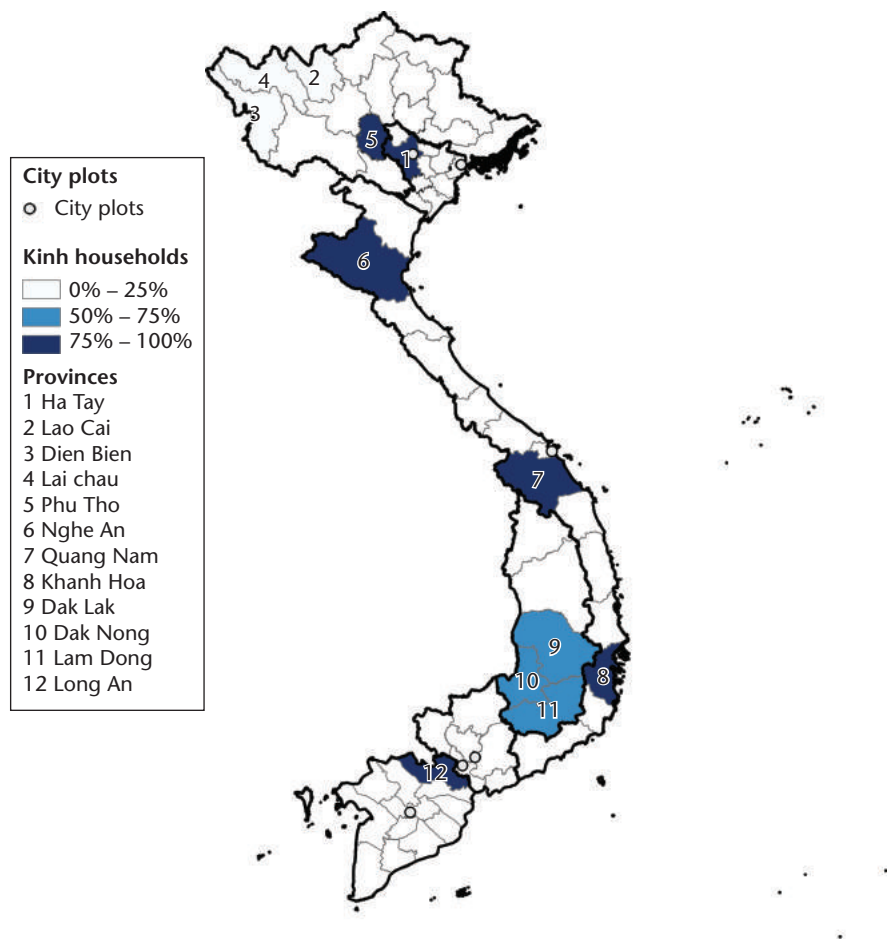 4
2
3
5
1
City plots
City plots
Kinh households
0% – 25%
50% – 75%
75% – 100%
Provinces
1 Ha Tay
2 Lao Cai
3 Dien Bien
4 Lai chau
5 Phu Tho
6 Nghe An
7 Quang Nam
8 Khanh Hoa
9 Dak Lak
10 Dak Nong
11 Lam Dong
12 Long An
6
7
9
8
10
11
12